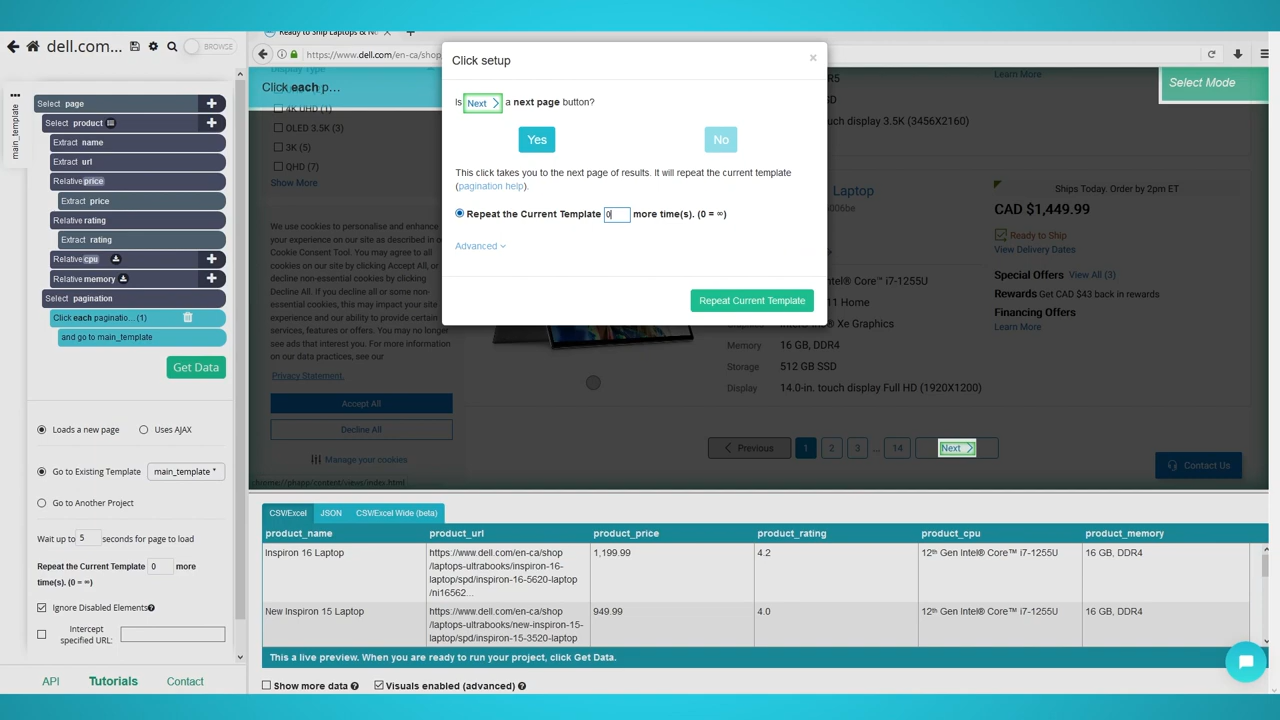 dell.com...
BROWSE
Ready to Ship Laptops & N
https://www.dell.com/en-ca/shop
main_template
Select page
Select product
Extract name
Extract url
Relative price
Extract price
Relative rating
Extract rating
Relative cpu
Relative memory
Select pagination
Click each paginatio... (1)
and go to main_template
Get Data
Loads a new page
Uses AJAX
Go to Existing Template
main_template *
Go to Another Project
Wait up to 5 seconds for page to load
Repeat the Current Template 0 more
time(s). (0 = ∞)
Ignore Disabled Elements
Intercept
specified URL:
API
Tutorials
Contact
Display Type
Click each p...
4K UHD (1)
OLED 3.5K (3)
3K (5)
QHD (7)
Show More
We use cookies to personalise and enhance
your experience on our site as described in o
Cookie Consent Tool. You may agree to all
cookies on our site by clicking Accept All, or
decline non-essential cookies by clicking
Decline All. If you decline all or some non-
essential cookies, this may impact your site
experience, features or offers. You may no longer
see ads that interest you. For more
information on our data practices, see our
Privacy Statement.
Accept All
Decline All
Manage your cookies
chrome://phapp/content/views/index.html
Click setup
×
Is Next > a next page button?
Yes
No
This click takes you to the next page of results. It will repeat the current template
(pagination help).
Repeat the Current Template 0 more time(s). (0 = ∞)
Advanced
Repeat Current Template
Select Mode
Learn More
touch display 3.5K (3456X2160)
Laptop
Ships Today. Order by 2pm ET
CAD $1,449.99
Ready to Ship
View Delivery Dates
Special Offers View All (3)
Rewards Get CAD $43 back in rewards
Financing Offers
Learn More
ntel® Core™ i7-1255U
11 Home
Xe Graphics
Memory 16 GB, DDR4
Storage 512 GB SSD
Display 14.0-in. touch display Full HD (1920X1200)
Previous 1 2 3 ... 14 Next >
Contact Us
CSV/Excel JSON CSV/Excel Wide (beta)
product_name product_url product_price product_rating product_cpu product_memory
Inspiron 16 Laptop https://www.dell.com/en-ca/shop 1,199.99 4.2 12ᵗʰ Gen Intel® Core™ i7-1255U 16 GB, DDR4
/laptops-ultrabooks/inspiron-16-
laptop/spd/inspiron-16-5620-laptop
/ni16562...
New Inspiron 15 Laptop https://www.dell.com/en-ca/shop 949.99 4.0 12ᵗʰ Gen Intel® Core™ i7-1255U 16 GB, DDR4
/laptops-ultrabooks/new-inspiron-15-
laptop/spd/inspiron-15-3520-laptop
This a live preview. When you are ready to run your project, click Get Data.
Show more data
Visuals enabled (advanced)